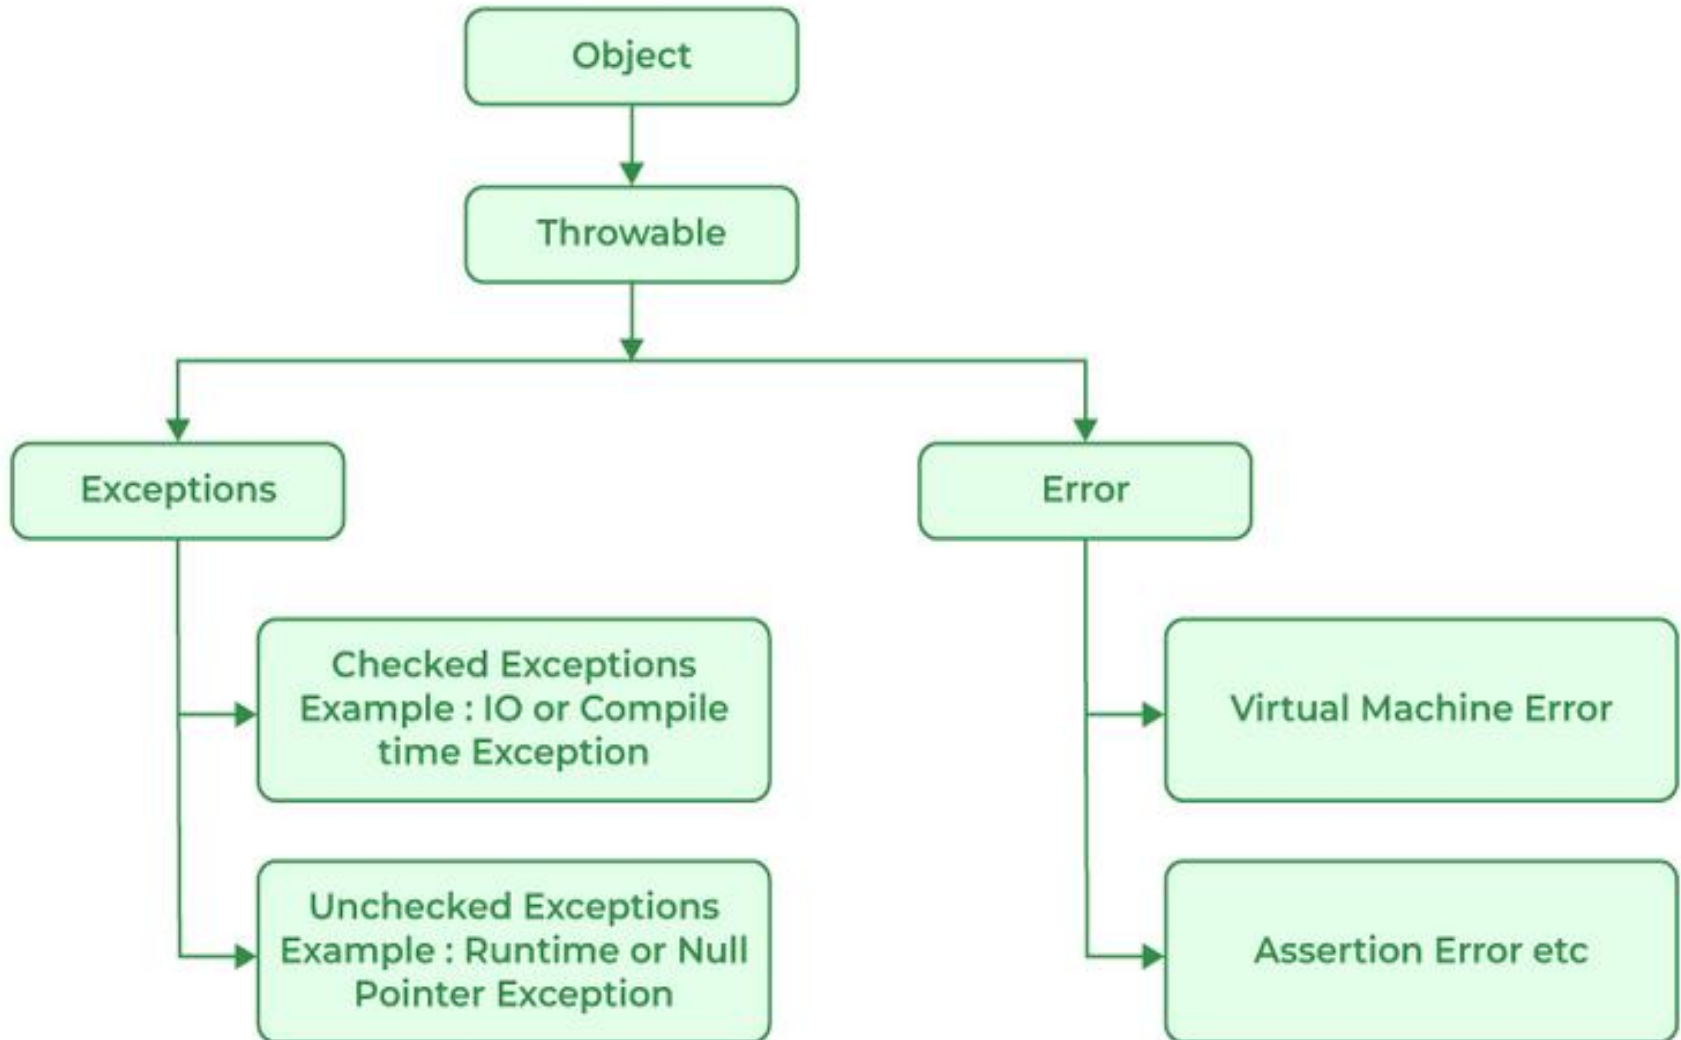 Object
Throwable
Exceptions
Error
Checked Exceptions
Example : IO or Compile
time Exception
Virtual Machine Error
Unchecked Exceptions
Example : Runtime or Null
Pointer Exception
Assertion Error etc